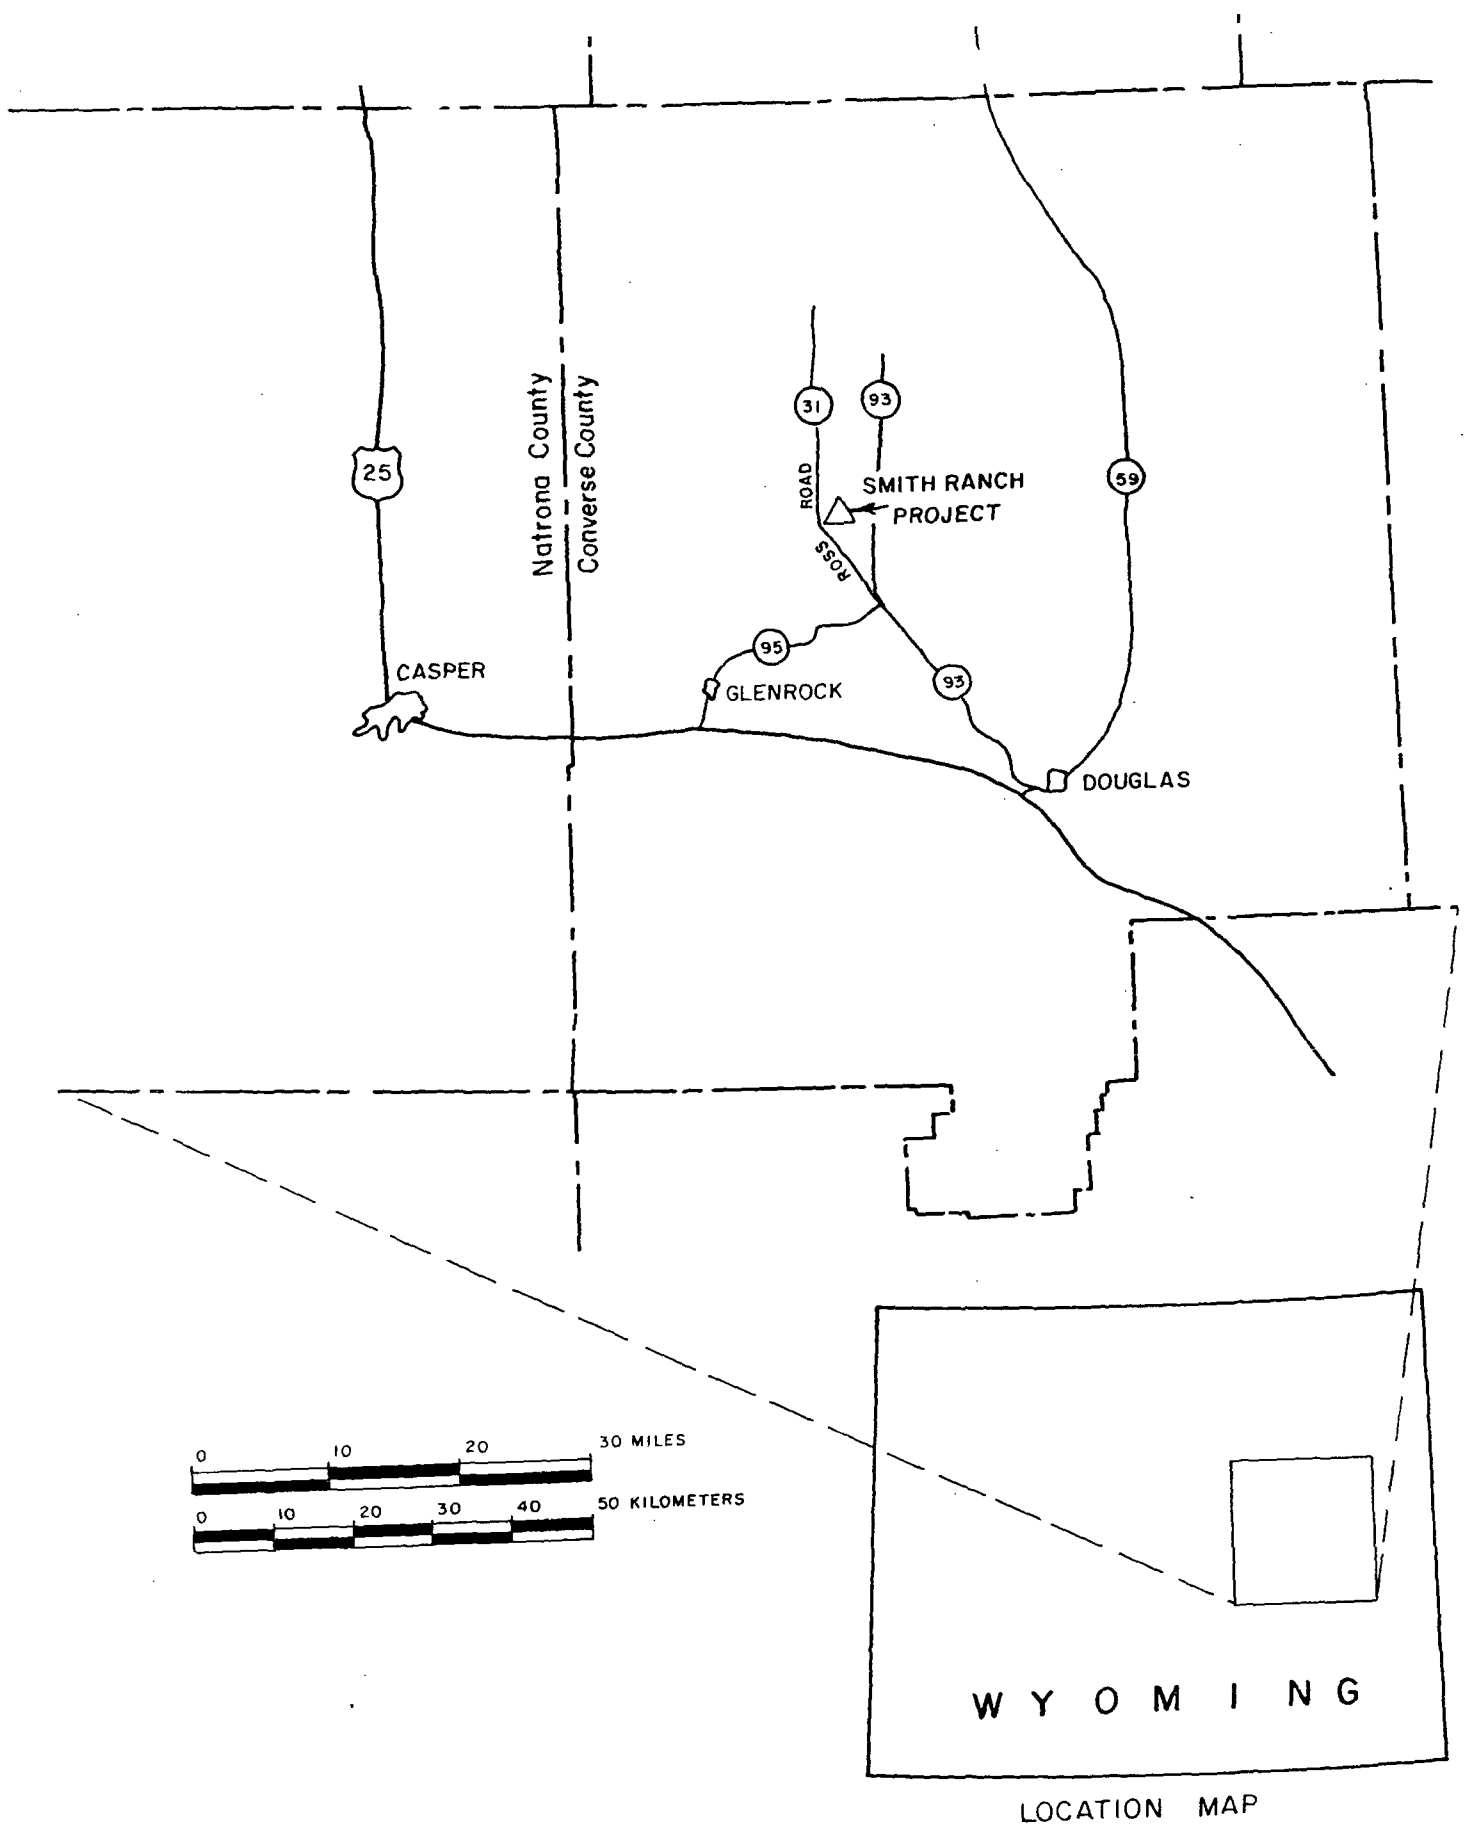 31
93
25
Natrona County
Converse County
ROAD
SMITH RANCH
PROJECT
59
ROSS
95
CASPER
GLENROCK
93
DOUGLAS
0 10 20 30 MILES
0 10 20 30 40 50 KILOMETERS
WYOMING
LOCATION MAP